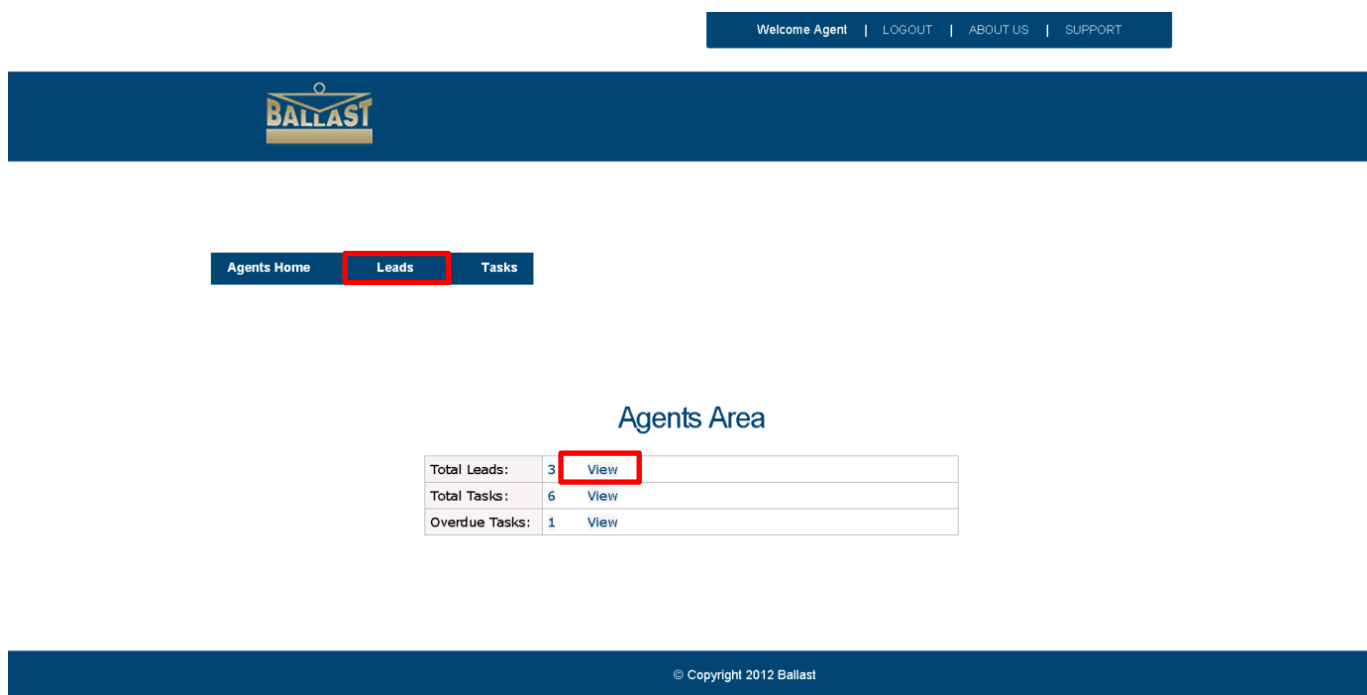 Welcome Agent | LOGOUT | ABOUT US | SUPPORT
BALLAST
Agents Home Leads Tasks
Agents Area
Total Leads: 3 View
Total Tasks: 6 View
Overdue Tasks: 1 View
© Copyright 2012 Ballast